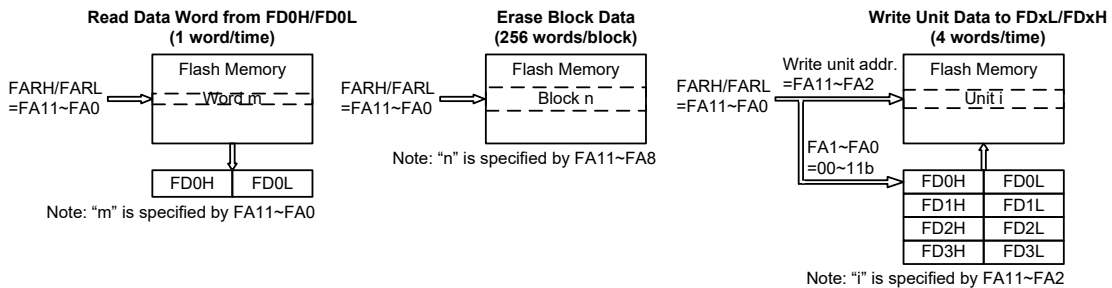 Read Data Word from FD0H/FD0L
(1 word/time)
FARH/FARL
=FA11~FA0
Flash Memory
Word m
FD0H FD0L
Note: “m” is specified by FA11~FA0
Erase Block Data
(256 words/block)
FARH/FARL
=FA11~FA0
Flash Memory
Block n
Note: “n” is specified by FA11~FA8
Write Unit Data to FDxL/FDxH
(4 words/time)
FARH/FARL
=FA11~FA0
Write unit addr.
=FA11~FA2
Flash Memory
Unit i
FA1~FA0
=00~11b
FD0H FD0L
FD1H FD1L
FD2H FD2L
FD3H FD3L
Note: “i” is specified by FA11~FA2